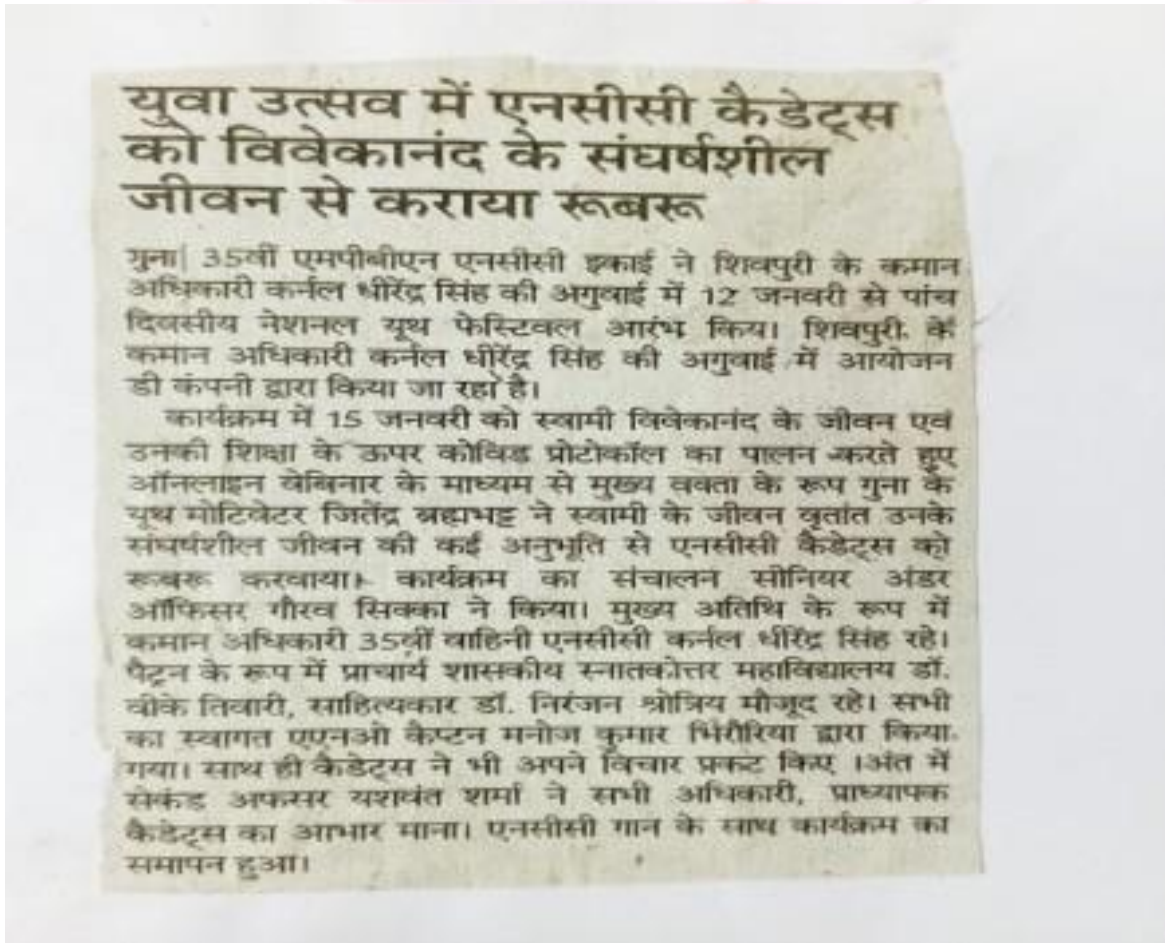 युवा उत्सव में एनसीसी कैडेट्स
को विवेकानंद के संघर्षशील
जीवन से कराया रूबरू
गुना| 35वीं एमपीबीएन एनसीसी इकाई ने शिवपुरी के कमान
अधिकारी कर्नल धीरेंद्र सिंह की अगुवाई में 12 जनवरी से पांच
दिवसीय नेशनल यूथ फेस्टिवल आरंभ किय। शिवपुरी के
कमान अधिकारी कर्नल धीरेंद्र सिंह की अगुवाई में आयोजन
डी कंपनी द्वारा किया जा रहा है।
कार्यक्रम में 15 जनवरी को स्वामी विवेकानंद के जीवन एवं
उनकी शिक्षा के ऊपर कोविड प्रोटोकॉल का पालन करते हुए
ऑनलाइन वेबिनार के माध्यम से मुख्य वक्ता के रूप गुना के
यूथ मोटिवेटर जितेंद्र ब्रह्मभट्ट ने स्वामी के जीवन वृतांत उनके
संघर्षशील जीवन की कई अनुभूति से एनसीसी कैडेट्स को
रूबरू करवाया। कार्यक्रम का संचालन सीनियर अंडर
ऑफिसर गौरव सिक्का ने किया। मुख्य अतिथि के रूप में
कमान अधिकारी 35वीं वाहिनी एनसीसी कर्नल धीरेंद्र सिंह रहे।
पैट्रन के रूप में प्राचार्य शासकीय स्नातकोत्तर महाविद्यालय डॉ.
वीके तिवारी, साहित्यकार डॉ. निरंजन श्रोत्रिय मौजूद रहे। सभी
का स्वागत एएनओ कैप्टन मनोज कुमार भिरौरिया द्वारा किया
गया। साथ ही कैडेट्स ने भी अपने विचार प्रकट किए ।अंत में
सेकंड अफसर यशवंत शर्मा ने सभी अधिकारी, प्राध्यापक
कैडेट्स का आभार माना। एनसीसी गान के साथ कार्यक्रम का
समापन हुआ।